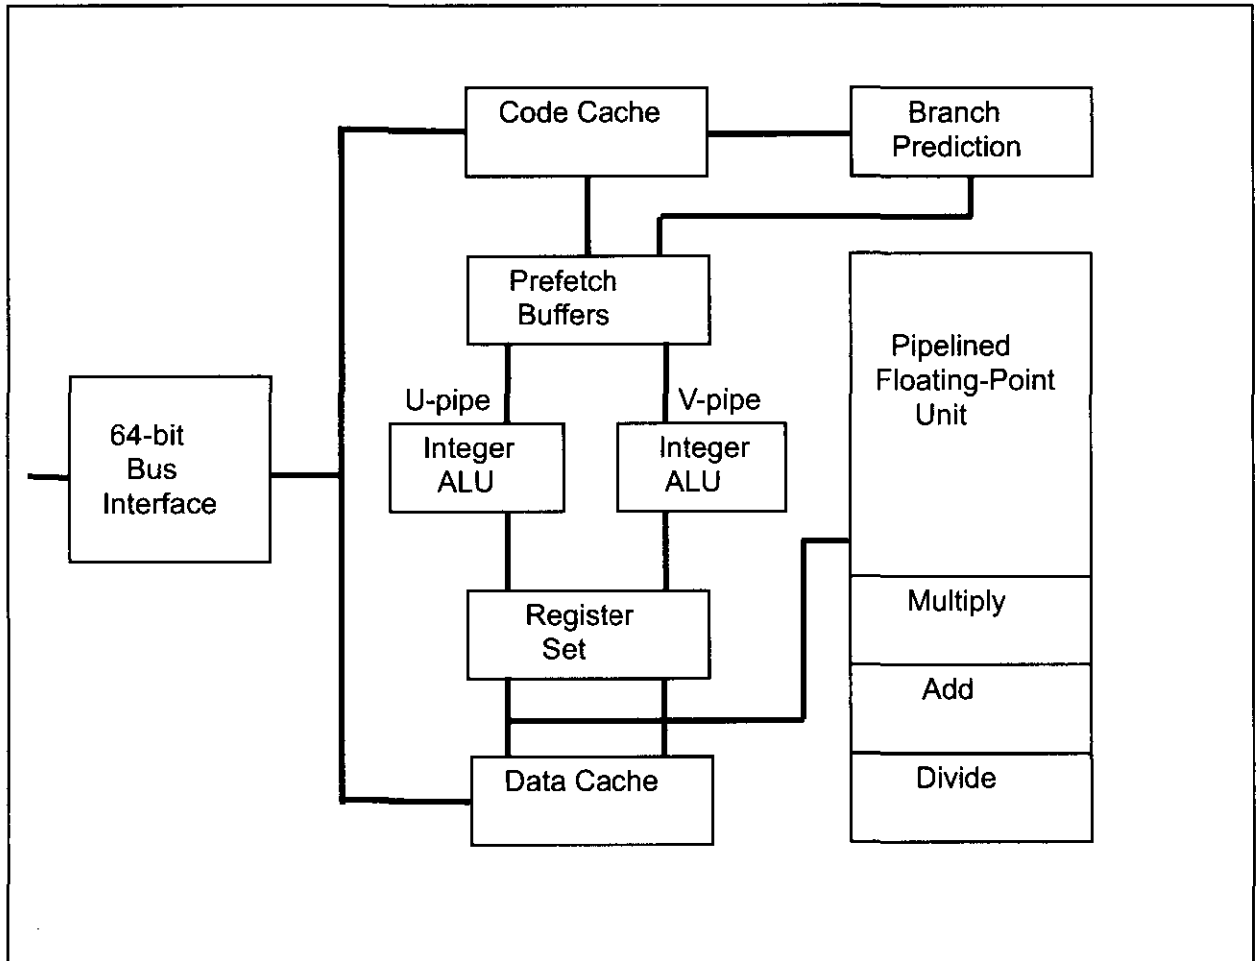 Code Cache
Branch
Prediction
Prefetch
Buffers
Pipelined
Floating-Point
Unit
U-pipe
V-pipe
64-bit
Bus
Interface
Integer
ALU
Integer
ALU
Multiply
Register
Set
Add
Data Cache
Divide